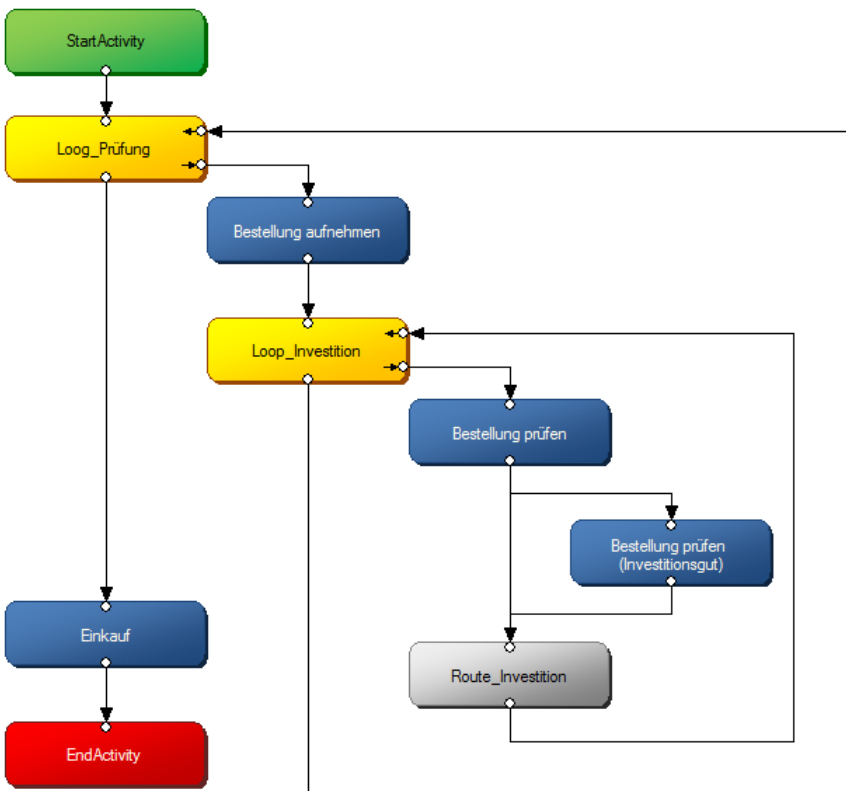 StartActivity
Loog_Prüfung
Bestellung aufnehmen
Loop_Investition
Bestellung prüfen
Bestellung prüfen
(Investitionsgut)
Einkauf
Route_Investition
EndActivity